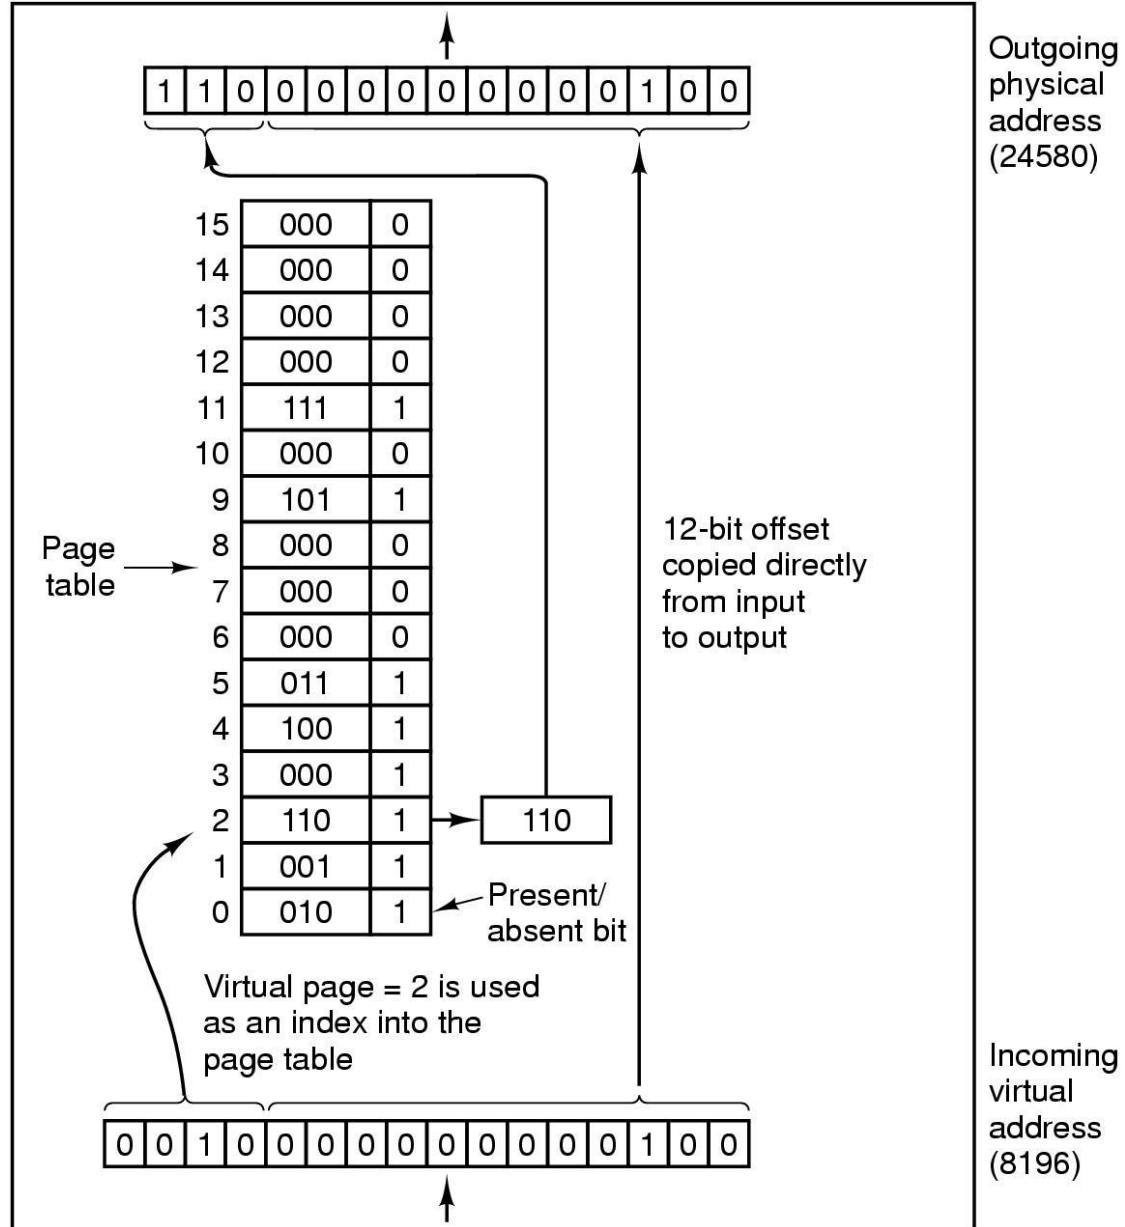 1 1 0 0 0 0 0 0 0 0 0 0 1 0 0
Outgoing
physical
address
(24580)
15 000 0
14 000 0
13 000 0
12 000 0
11 111 1
10 000 0
9 101 1
8 000 0
7 000 0
6 000 0
5 011 1
4 100 1
3 000 1
2 110 1 110
1 001 1
0 010 1
Page
table
12-bit offset
copied directly
from input
to output
Present/
absent bit
Virtual page = 2 is used
as an index into the
page table
0 0 1 0 0 0 0 0 0 0 0 0 0 1 0 0
Incoming
virtual
address
(8196)